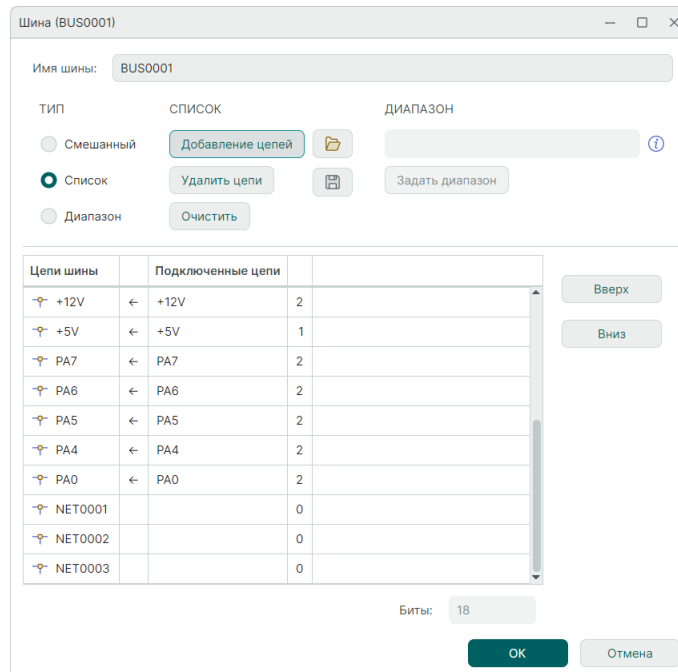 Шина (BUS0001)
Имя шины: BUS0001
ТИП СПИСОК ДИАПАЗОН
Смешанный Добавление цепей
Список Удалить цепи Задать диапазон
Диапазон Очистить
Цепи шины Подключенные цепи
+12V ← +12V 2
+5V ← +5V 1
PA7 ← PA7 2
PA6 ← PA6 2
PA5 ← PA5 2
PA4 ← PA4 2
PA0 ← PA0 2
NET0001 0
NET0002 0
NET0003 0
Вверх
Вниз
Биты: 18
OK Отмена